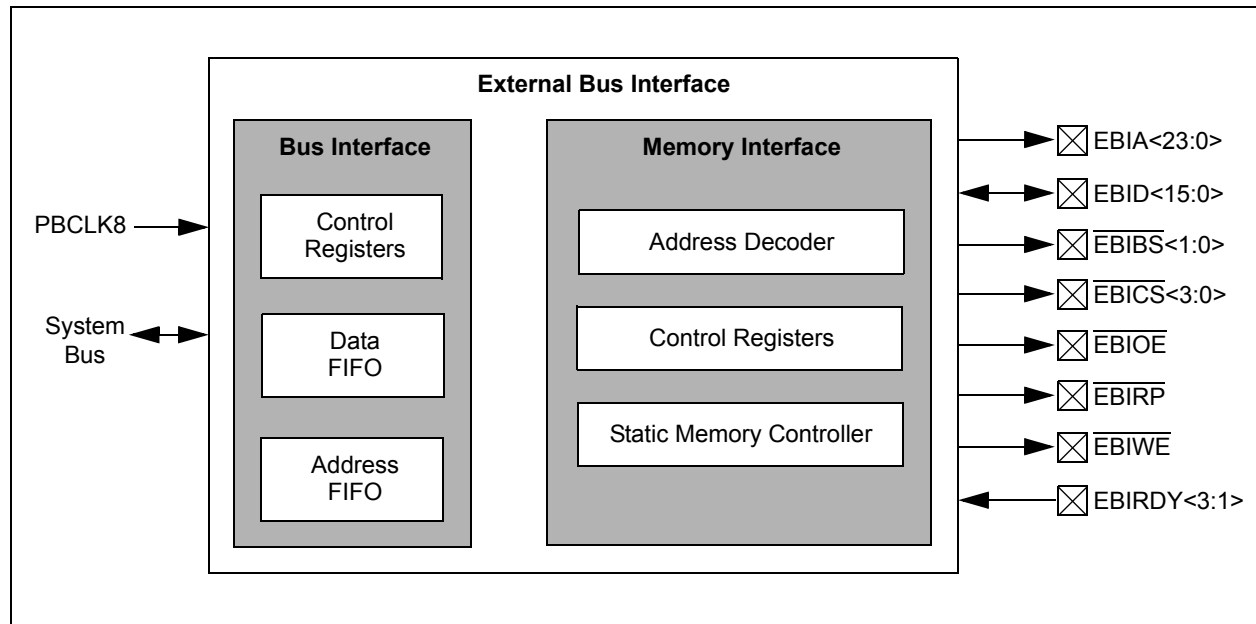 External Bus Interface
Bus Interface
Memory Interface
PBCLK8
System
Bus
Control
Registers
Data
FIFO
Address
FIFO
Address Decoder
Control Registers
Static Memory Controller
EBIA<23:0>
EBID<15:0>
EBIBS<1:0>
EBICS<3:0>
EBIOE
EBIRP
EBIWE
EBIRDY<3:1>